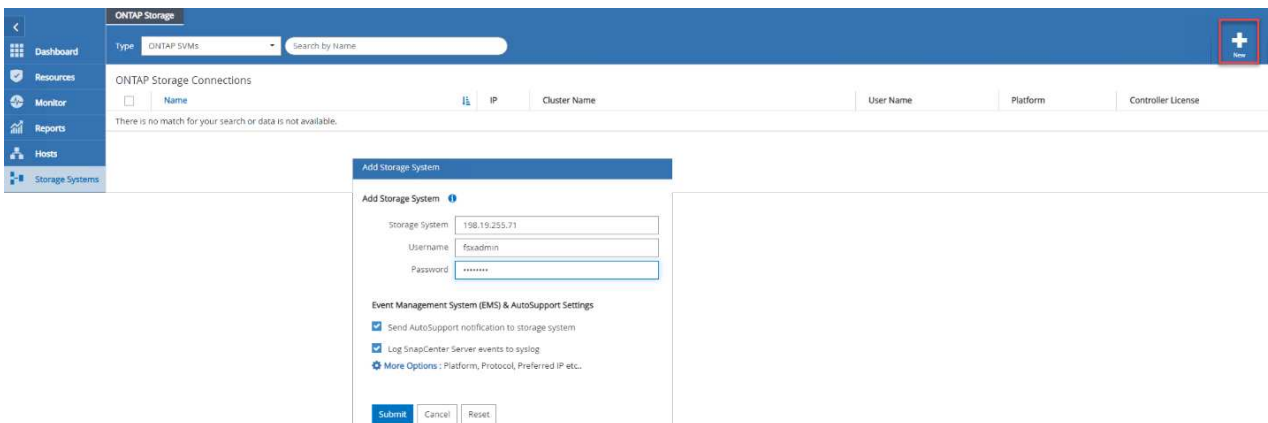 ONTAP Storage
Dashboard
Resources
Monitor
Reports
Hosts
Storage Systems
Type ONTAP SVMs Search by Name
New
ONTAP Storage Connections
Name IP Cluster Name User Name Platform Controller License
There is no match for your search or data is not available.
Add Storage System
Add Storage System
Storage System 198.19.255.71
Username fsxadmin
Password ••••••••
Event Management System (EMS) & AutoSupport Settings
Send AutoSupport notification to storage system
Log SnapCenter Server events to syslog
More Options : Platform, Protocol, Preferred IP etc..
Submit Cancel Reset